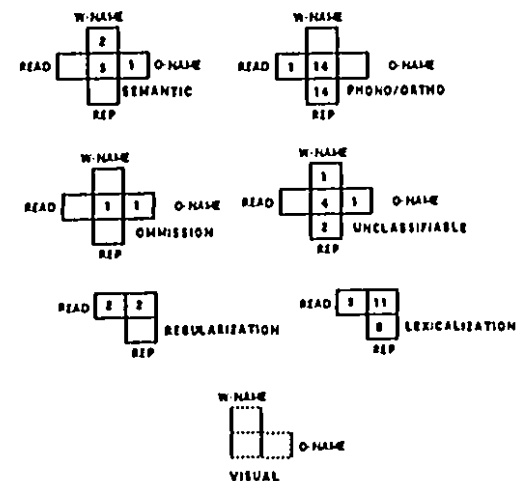 W-NAME
2
READ 3 1 O-NAME
SEMANTIC
REP
W-NAME
READ 1 14 O-NAME
14 PHONO/ORTHO
REP
W-NAME
READ 1 1 O-NAME
OMMISSION
REP
W-NAME
READ 4 1 O-NAME
2 UNCLASSIFIABLE
REP
READ 2 2
REGULARIZATION
REP
READ 3 11
LEXICALIZATION
REP
W-NAME
O-NAME
VISUAL